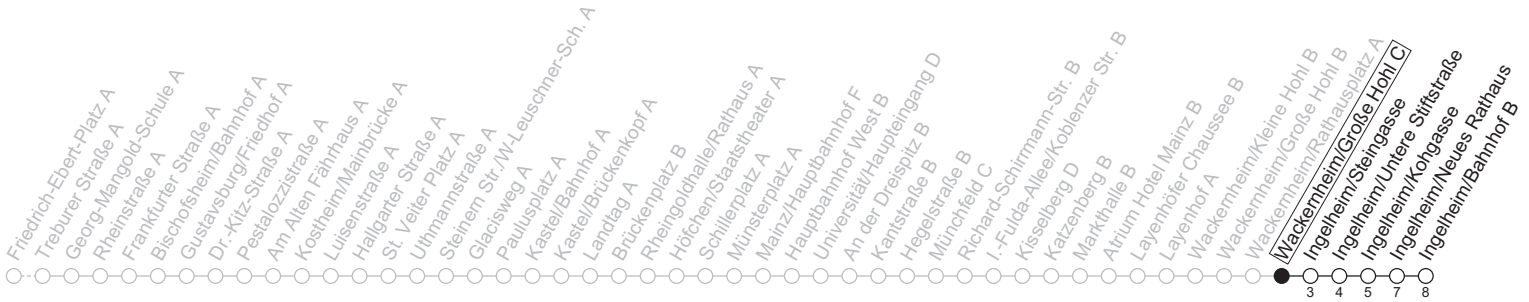 Friedrich-Ebert-Platz A
Treburer Straße A
Georg-Mangold-Schule A
Rheinstraße A
Frankfurter Straße A
Bischofsheim/Bahnhof A
Gustavsburg/Friedhof A
Dr.-Kitz-Straße A
Pestalozzistraße A
Am Alten Fährhaus A
Kostheim/Mainbrücke A
Luisenstraße A
Hallgarter Straße A
St. Veiter Platz A
Uthmannstraße A
Steinern Str./W-Leuschner-Sch. A
Glacisweg A
Paulusplatz A
Kastel/Bahnhof A
Kastel/Brückenkopf A
Landtag A
Brückenplatz B
Rheingoldhalle/Rathaus A
Höfchen/Staatstheater A
Schillerplatz A
Münsterplatz A
Mainz/Hauptbahnhof F
Hauptbahnhof West B
Universität/Haupteingang D
An der Dreispitz B
Kantstraße B
Hegelstraße B
Münchfeld C
Richard-Schirrmann-Str. B
I.-Fulda-Allee/Koblenzer Str. B
Kisselberg D
Katzenberg B
Markthalle B
Atrium Hotel Mainz B
Layenhöfer Chaussee B
Layenhof A
Wackernheim/Kleine Hohl B
Wackernheim/Große Hohl B
Wackernheim/Rathausplatz A
Wackernheim/Große Hohl C
Ingelheim/Steingasse
Ingelheim/Untere Stiftstraße
Ingelheim/Kohgasse
Ingelheim/Neues Rathaus
Ingelheim/Bahnhof B
3 4 5 7 8